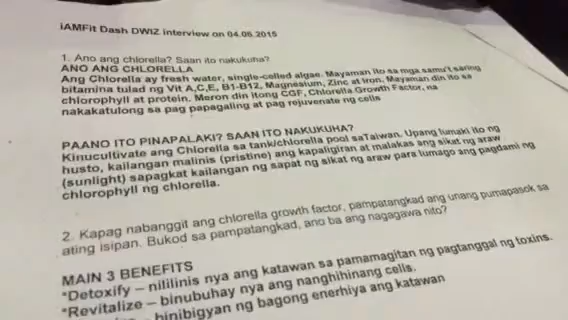 iAMFit Dash DWIZ interview on 04.06.2015
1. Ano ang chlorella? Saan ito nakukuha?
ANO ANG CHLORELLA
Ang Chlorella ay fresh water, single-celled algae. Mayaman ito sa mga samu't saring
bitamina tulad ng Vit A,C,E, B1-B12, Magnesium, Zinc at Iron. Mayaman din ito sa
chlorophyll at protein. Meron din itong CGF, Chlorella Growth Factor, na
nakakatulong sa pag papagaling at pag rejuvenate ng cells
PAANO ITO PINAPALAKI? SAAN ITO NAKUKUHA?
Kinucultivate ang Chlorella sa tank/chlorella pool saTaiwan. Upang lumaki ito ng
husto, kailangan malinis (pristine) ang kapaligiran at malakas ang sikat ng araw
(sunlight) sapagkat kailangan ng sapat ng sikat ng araw para lumago ang pagdami ng
chlorophyll ng chlorella.
2. Kapag nabanggit ang chlorella growth factor, pampatangkad ang unang pumapasok sa
ating isipan. Bukod sa pampatangkad, ano ba ang nagagawa nito?
MAIN 3 BENEFITS
*Detoxify – nililinis nya ang katawan sa pamamagitan ng pagtanggal ng toxins.
*Revitalize – binubuhay nya ang nanghihinang cells.
– binibigyan ng bagong enerhiya ang katawan